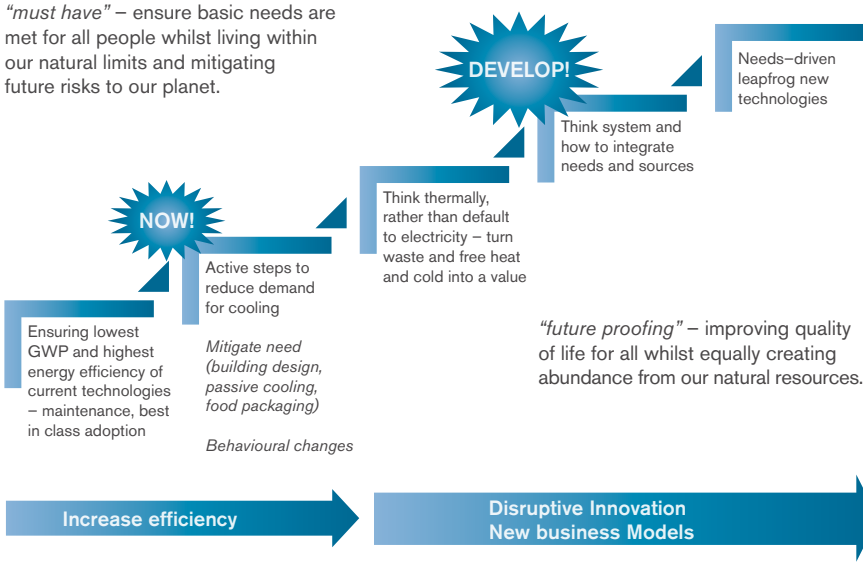 “must have” – ensure basic needs are
met for all people whilst living within
our natural limits and mitigating
future risks to our planet.
NOW!
DEVELOP!
Ensuring lowest
GWP and highest
energy efficiency of
current technologies
– maintenance, best
in class adoption
Active steps to
reduce demand
for cooling
Mitigate need
(building design,
passive cooling,
food packaging)
Behavioural changes
Think thermally,
rather than default
to electricity – turn
waste and free heat
and cold into a value
Think system and
how to integrate
needs and sources
Needs–driven
leapfrog new
technologies
“future proofing” – improving quality
of life for all whilst equally creating
abundance from our natural resources.
Increase efficiency
Disruptive Innovation
New business Models